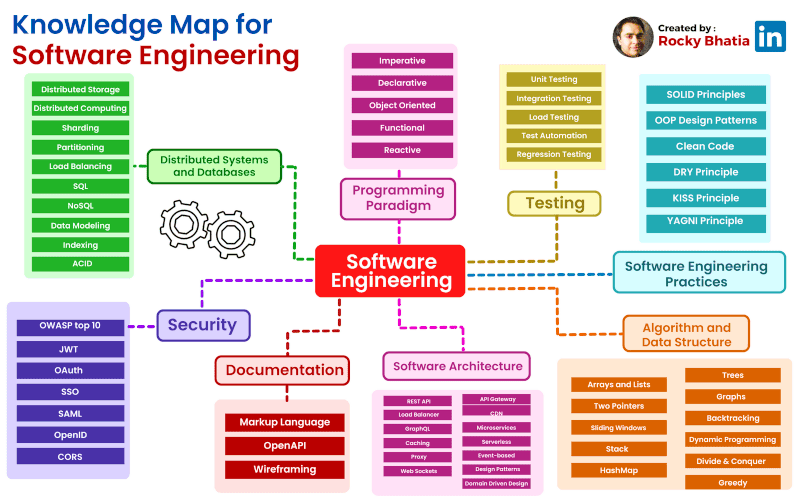 Knowledge Map for
Software Engineering
Created by :
Rocky Bhatia
in
Distributed Storage
Distributed Computing
Sharding
Partitioning
Load Balancing
SQL
NoSQL
Data Modeling
Indexing
ACID
Distributed Systems
and Databases
Imperative
Declarative
Object Oriented
Functional
Reactive
Programming
Paradigm
Unit Testing
Integration Testing
Load Testing
Test Automation
Regression Testing
Testing
SOLID Principles
OOP Design Patterns
Clean Code
DRY Principle
KISS Principle
YAGNI Principle
Software Engineering
Practices
Software
Engineering
Security
OWASP top 10
JWT
OAuth
SSO
SAML
OpenID
CORS
Documentation
Markup Language
OpenAPI
Wireframing
Software Architecture
REST API
Load Balancer
GraphQL
Caching
Proxy
Web Sockets
API Gateway
CDN
Microservices
Serverless
Event-based
Design Patterns
Domain Driven Design
Algorithm and
Data Structure
Arrays and Lists
Two Pointers
Sliding Windows
Stack
HashMap
Trees
Graphs
Backtracking
Dynamic Programming
Divide & Conquer
Greedy